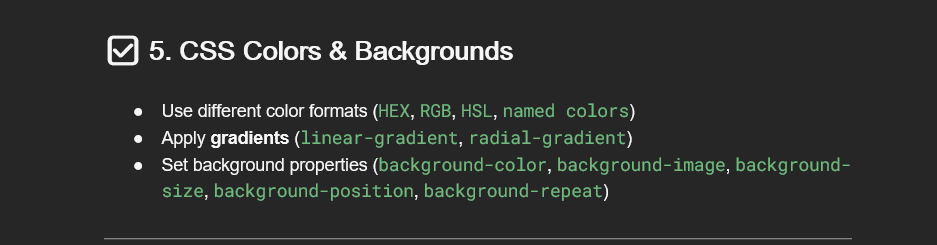 5. CSS Colors & Backgrounds
● Use different color formats (HEX, RGB, HSL, named colors)
● Apply gradients (linear-gradient, radial-gradient)
● Set background properties (background-color, background-image, background-
size, background-position, background-repeat)